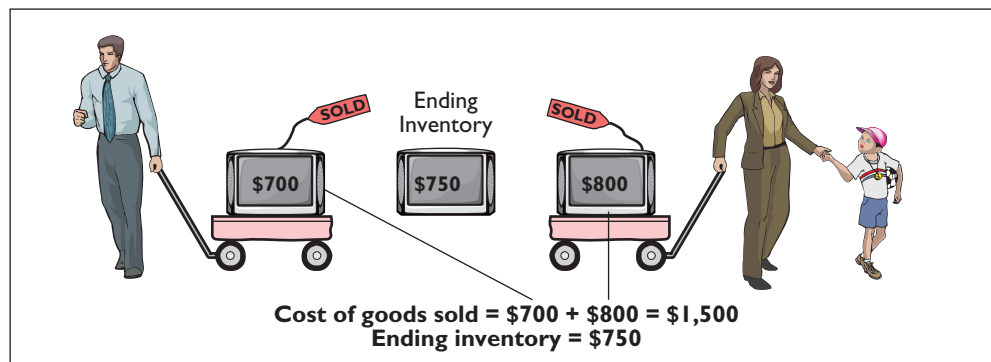 SOLD
Ending
Inventory
SOLD
$700
$750
$800
Cost of goods sold = $700 + $800 = $1,500
Ending inventory = $750